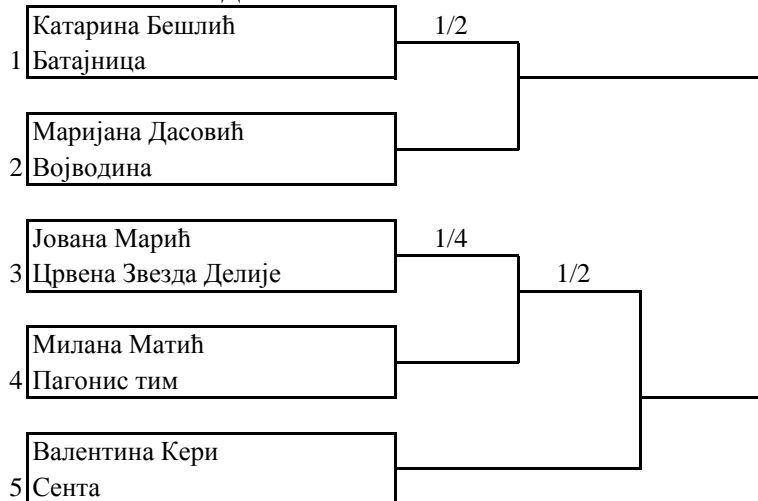 Катарина Бешлић
1/2
1 Батајница
Маријана Дасовић
2 Војводина
Јована Марић
1/4
3 Црвена Звезда Делије
1/2
Милана Матић
4 Пагонис тим
Валентина Кери
5 Сента